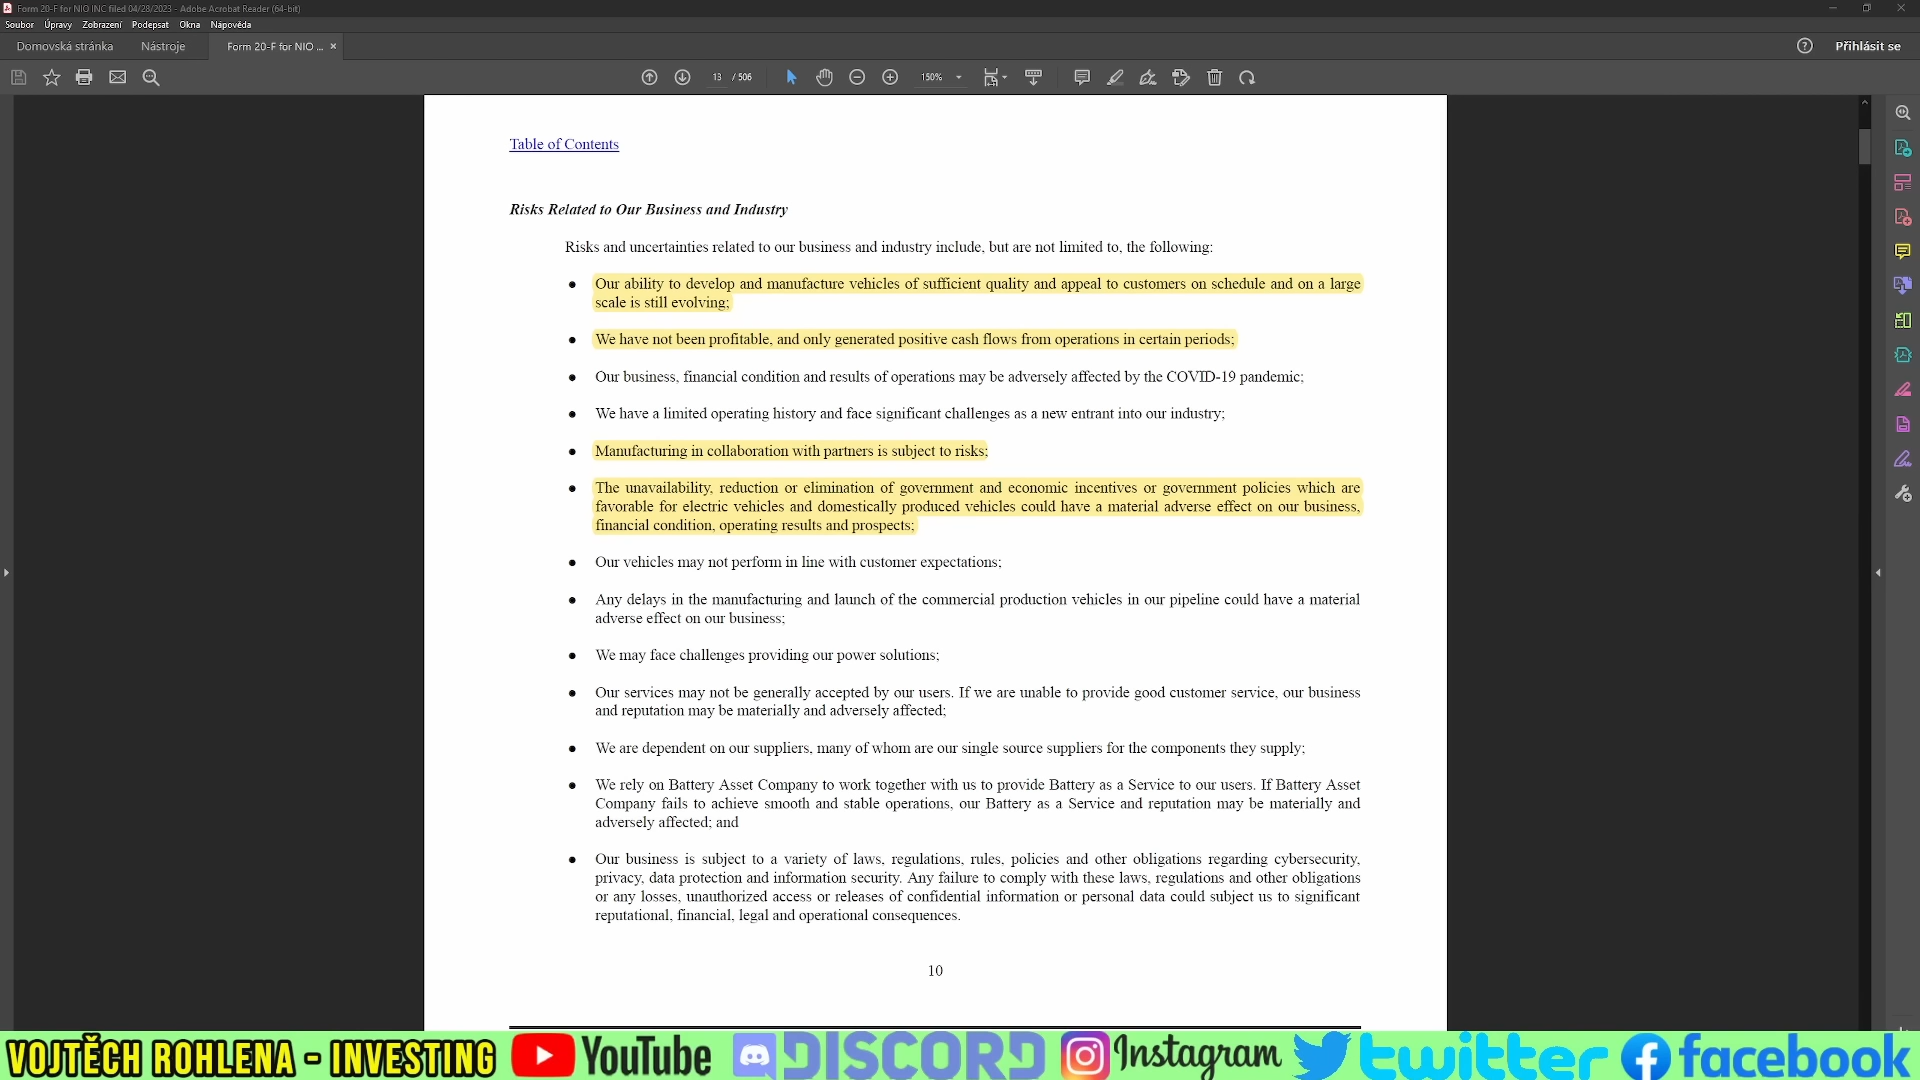 Form 20-F for NIO INC filed 04/28/2023 - Adobe Acrobat Reader (64-bit)
Soubor Úpravy Zobrazení Podepsat Okna Nápověda
Domovská stránka Nástroje Form 20-F for NIO ... × Přihlásit se
13 / 506 150%
Table of Contents
Risks Related to Our Business and Industry
Risks and uncertainties related to our business and industry include, but are not limited to, the following:
● Our ability to develop and manufacture vehicles of sufficient quality and appeal to customers on schedule and on a large
scale is still evolving;
● We have not been profitable, and only generated positive cash flows from operations in certain periods;
● Our business, financial condition and results of operations may be adversely affected by the COVID-19 pandemic;
● We have a limited operating history and face significant challenges as a new entrant into our industry;
● Manufacturing in collaboration with partners is subject to risks;
● The unavailability, reduction or elimination of government and economic incentives or government policies which are
favorable for electric vehicles and domestically produced vehicles could have a material adverse effect on our business,
financial condition, operating results and prospects;
● Our vehicles may not perform in line with customer expectations;
● Any delays in the manufacturing and launch of the commercial production vehicles in our pipeline could have a material
adverse effect on our business;
● We may face challenges providing our power solutions;
● Our services may not be generally accepted by our users. If we are unable to provide good customer service, our business
and reputation may be materially and adversely affected;
● We are dependent on our suppliers, many of whom are our single source suppliers for the components they supply;
● We rely on Battery Asset Company to work together with us to provide Battery as a Service to our users. If Battery Asset
Company fails to achieve smooth and stable operations, our Battery as a Service and reputation may be materially and
adversely affected; and
● Our business is subject to a variety of laws, regulations, rules, policies and other obligations regarding cybersecurity,
privacy, data protection and information security. Any failure to comply with these laws, regulations and other obligations
or any losses, unauthorized access or releases of confidential information or personal data could subject us to significant
reputational, financial, legal and operational consequences.
10
VOJTĚCH ROHLENA - INVESTING YouTube DISCORD Instagram twitter facebook